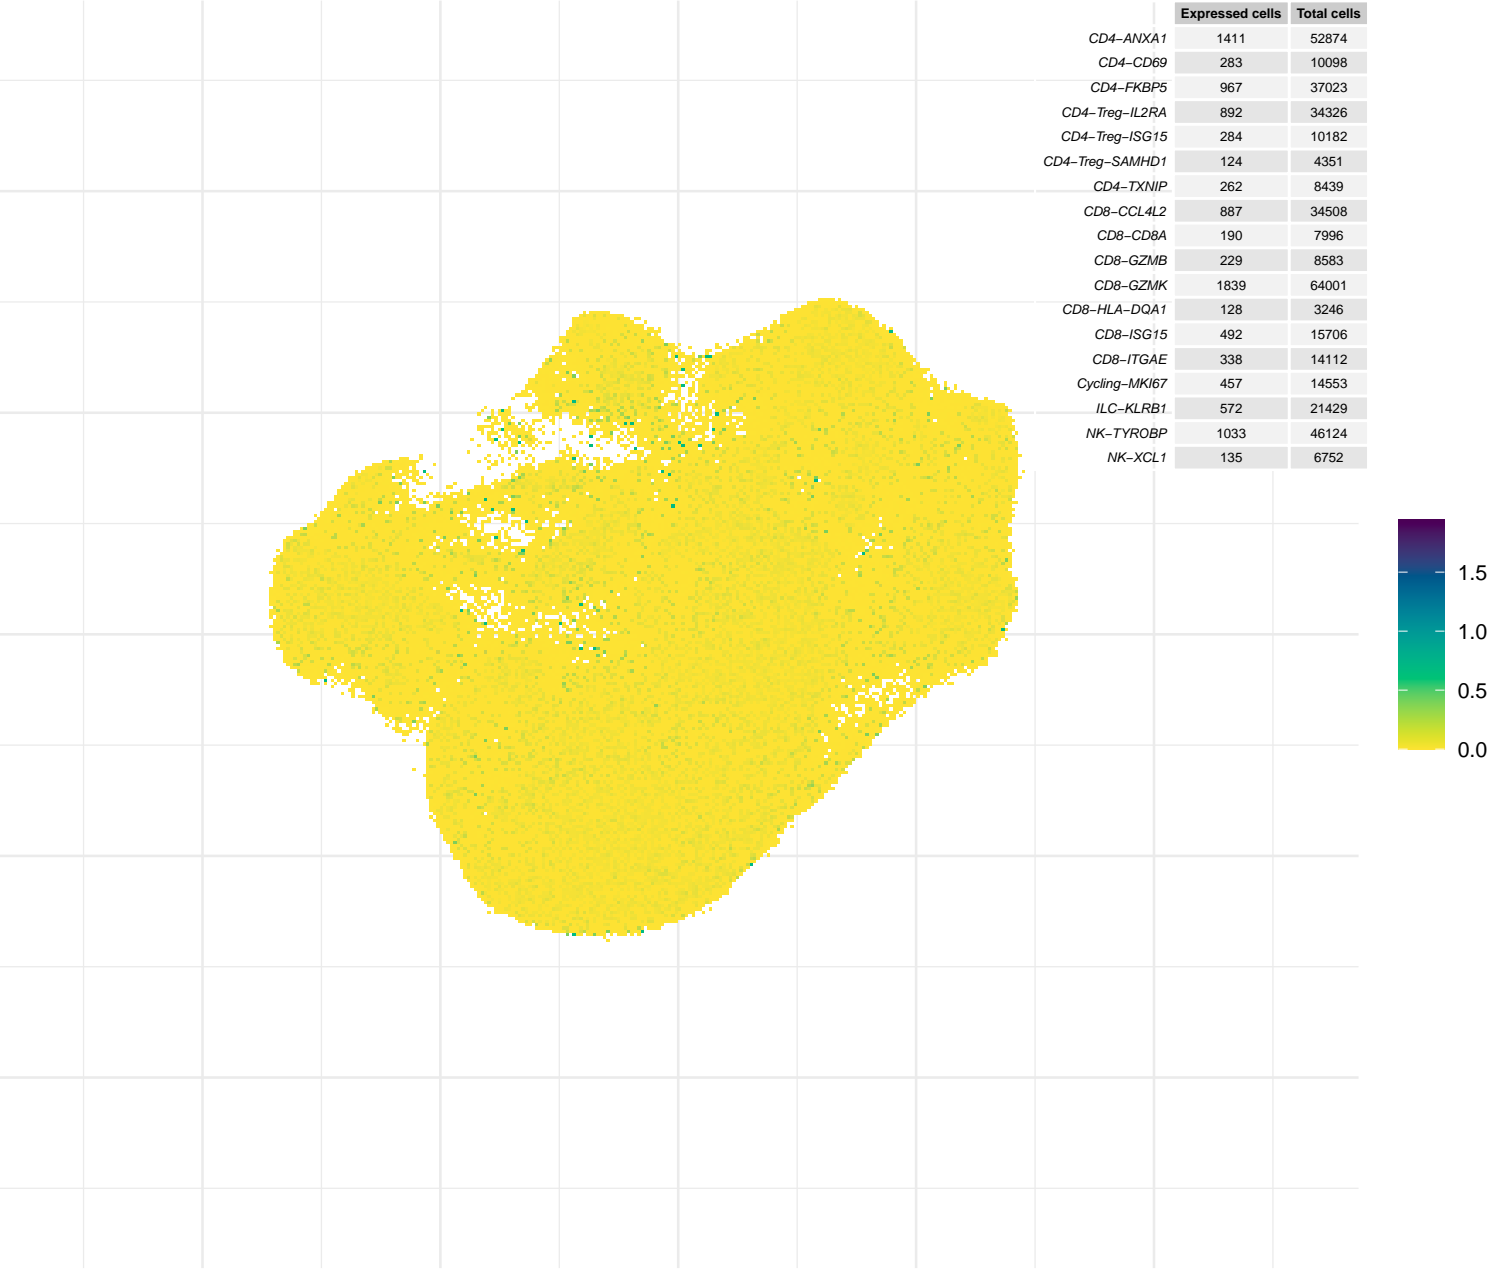 Expressed cells Total cells
CD4−ANXA1 1411 52874
CD4−CD69 283 10098
CD4−FKBP5 967 37023
CD4−Treg−IL2RA 892 34326
CD4−Treg−ISG15 284 10182
CD4−Treg−SAMHD1 124 4351
CD4−TXNIP 262 8439
CD8−CCL4L2 887 34508
CD8−CD8A 190 7996
CD8−GZMB 229 8583
CD8−GZMK 1839 64001
CD8−HLA−DQA1 128 3246
CD8−ISG15 492 15706
CD8−ITGAE 338 14112
Cycling−MKI67 457 14553
ILC−KLRB1 572 21429
NK−TYROBP 1033 46124
NK−XCL1 135 6752
1.5
1.0
0.5
0.0